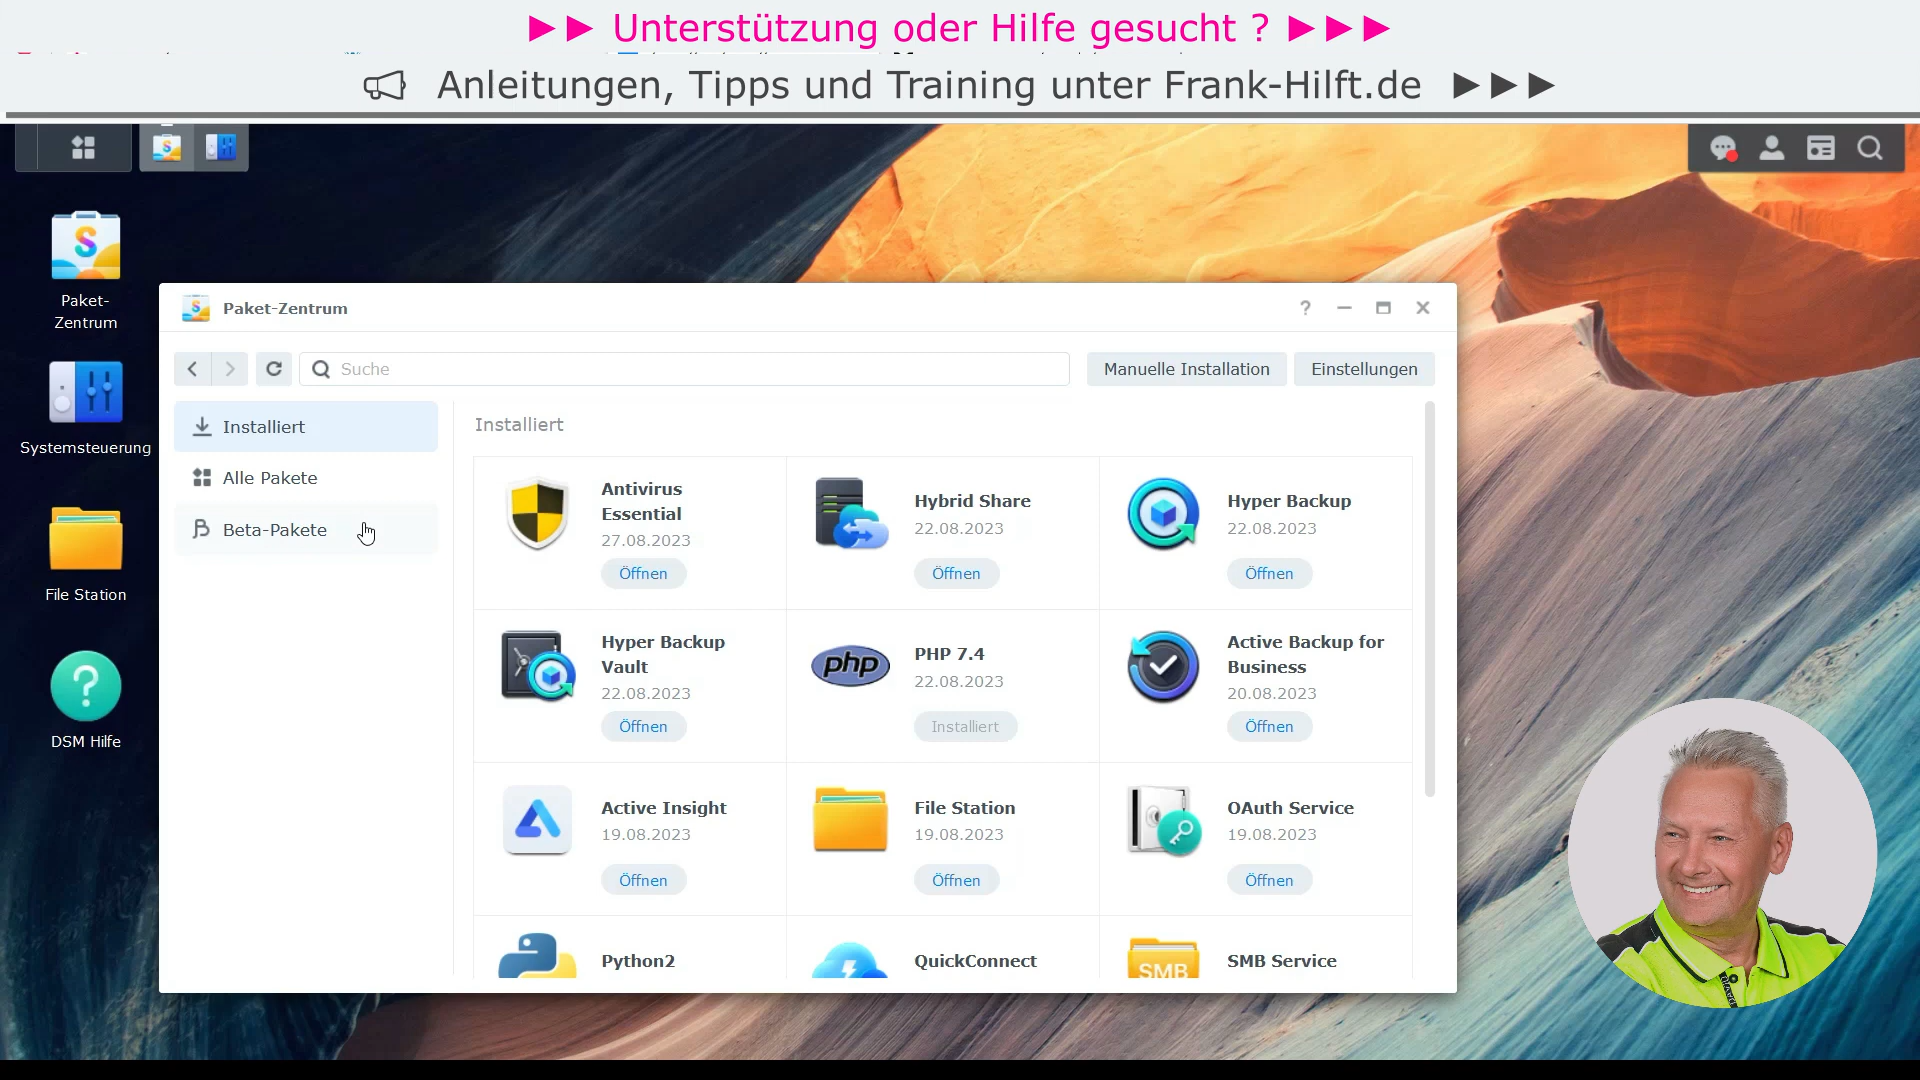 ►► Unterstützung oder Hilfe gesucht ? ►►►
Anleitungen, Tipps und Training unter Frank-Hilft.de ►►►
Paket-
Zentrum
Systemsteuerung
File Station
DSM Hilfe
Paket-Zentrum
Suche
Manuelle Installation
Einstellungen
Installiert
Alle Pakete
Beta-Pakete
Installiert
Antivirus
Essential
27.08.2023
Öffnen
Hybrid Share
22.08.2023
Öffnen
Hyper Backup
22.08.2023
Öffnen
Hyper Backup
Vault
22.08.2023
Öffnen
php
PHP 7.4
22.08.2023
Installiert
Active Backup for
Business
20.08.2023
Öffnen
Active Insight
19.08.2023
Öffnen
File Station
19.08.2023
Öffnen
OAuth Service
19.08.2023
Öffnen
Python2
QuickConnect
SMB
SMB Service